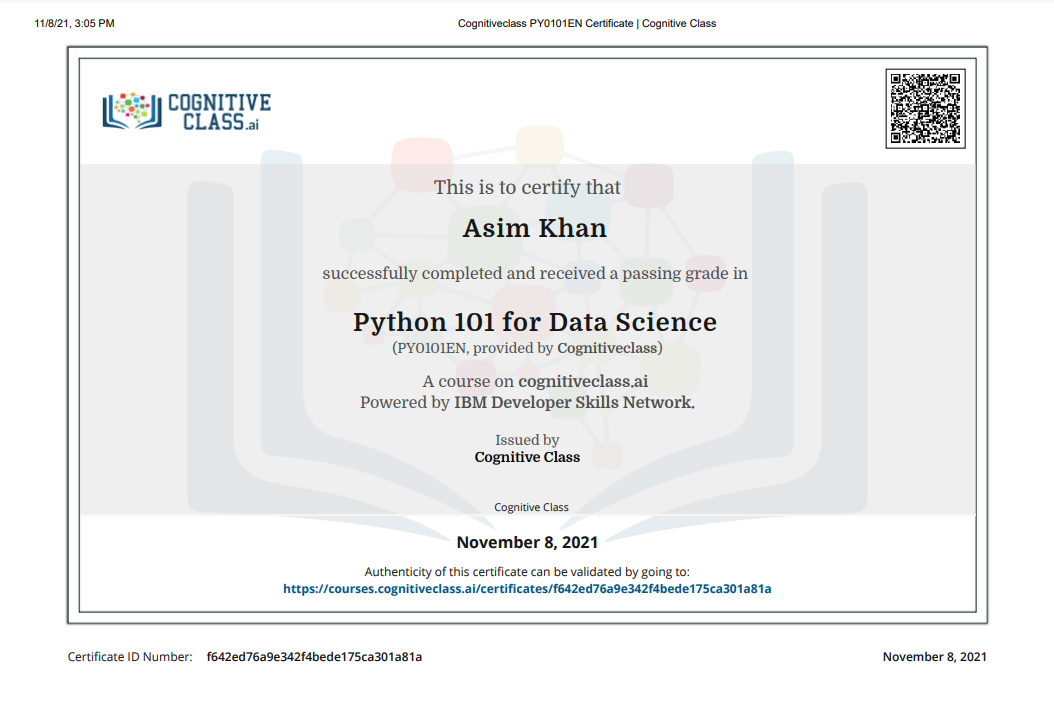 11/8/21, 3:05 PM
Cognitiveclass PY0101EN Certificate | Cognitive Class
COGNITIVE
CLASS.ai
This is to certify that
Asim Khan
successfully completed and received a passing grade in
Python 101 for Data Science
(PY0101EN, provided by Cognitiveclass)
A course on cognitiveclass.ai
Powered by IBM Developer Skills Network.
Issued by
Cognitive Class
Cognitive Class
November 8, 2021
Authenticity of this certificate can be validated by going to:
https://courses.cognitiveclass.ai/certificates/f642ed76a9e342f4bede175ca301a81a
Certificate ID Number: f642ed76a9e342f4bede175ca301a81a
November 8, 2021